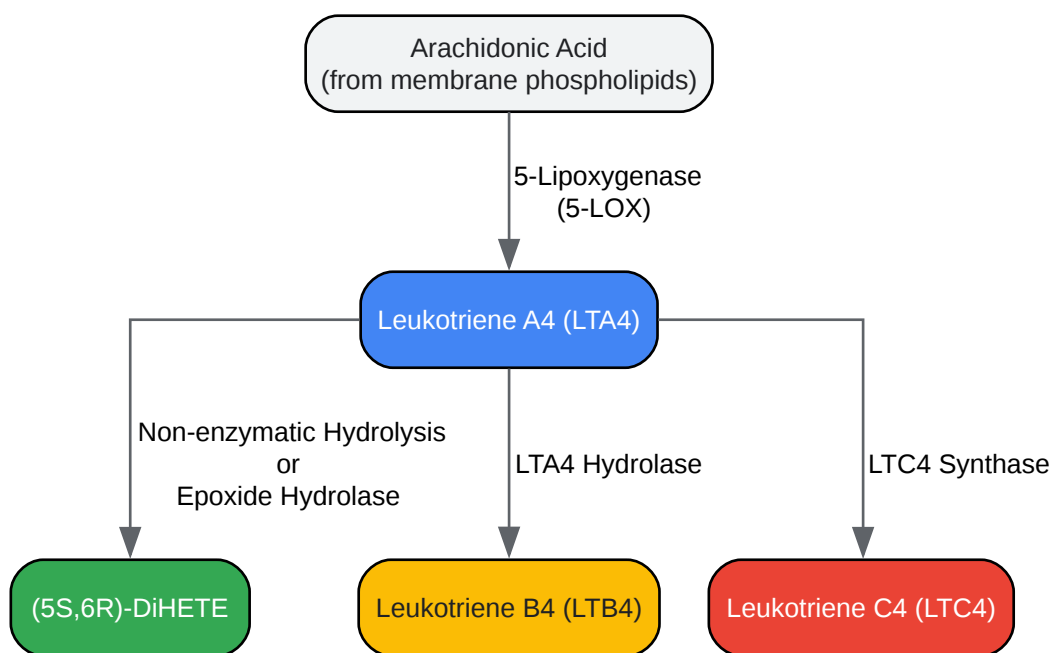 Arachidonic Acid
(from membrane phospholipids)
5-Lipoxygenase
(5-LOX)
Leukotriene A4 (LTA4)
Non-enzymatic Hydrolysis
or
Epoxide Hydrolase
LTA4 Hydrolase
LTC4 Synthase
(5S,6R)-DiHETE
Leukotriene B4 (LTB4)
Leukotriene C4 (LTC4)